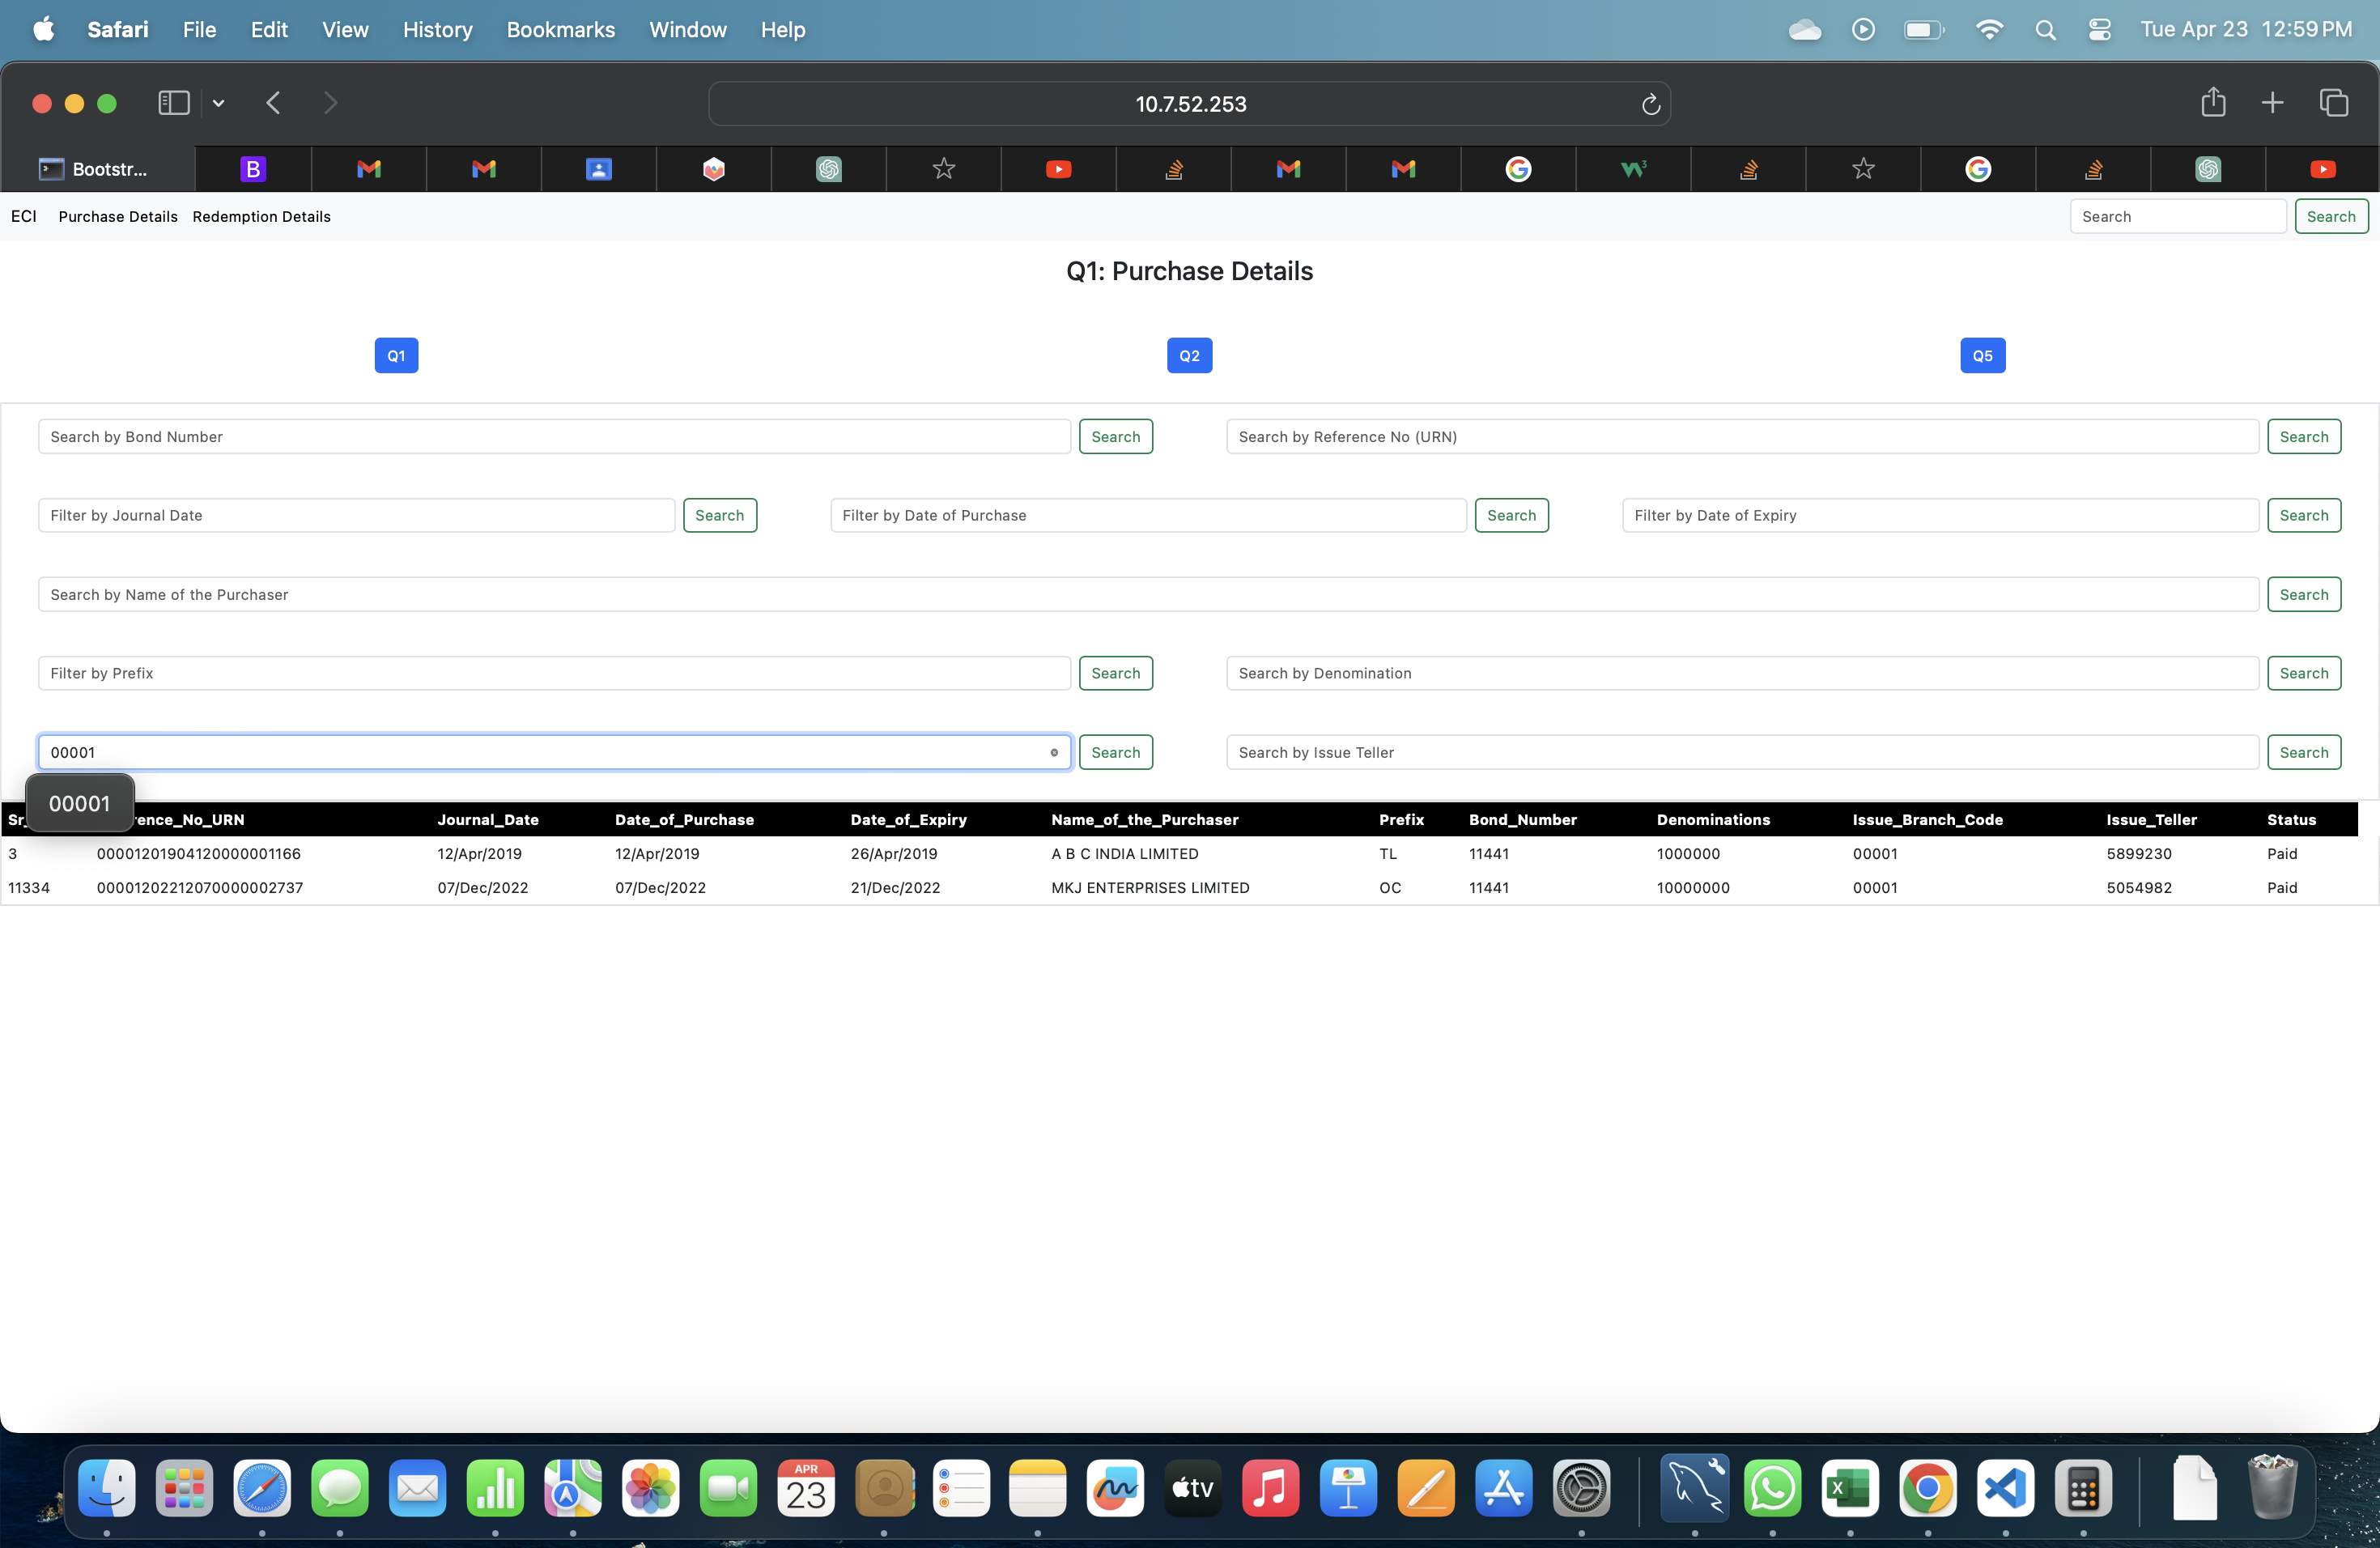 Safari File Edit View History Bookmarks Window Help Tue Apr 23 12:59 PM
10.7.52.253
Bootstr...
ECI Purchase Details Redemption Details Search Search
Q1: Purchase Details
Q1 Q2 Q5
Search by Bond Number Search Search by Reference No (URN) Search
Filter by Journal Date Search Filter by Date of Purchase Search Filter by Date of Expiry Search
Search by Name of the Purchaser Search
Filter by Prefix Search Search by Denomination Search
00001 Search Search by Issue Teller Search
00001
Journal_Date Date_of_Purchase Date_of_Expiry Name_of_the_Purchaser Prefix Bond_Number Denominations Issue_Branch_Code Issue_Teller Status
3 00001201904120000001166 12/Apr/2019 12/Apr/2019 26/Apr/2019 A B C INDIA LIMITED TL 11441 1000000 00001 5899230 Paid
11334 00001202212070000002737 07/Dec/2022 07/Dec/2022 21/Dec/2022 MKJ ENTERPRISES LIMITED OC 11441 10000000 00001 5054982 Paid
APR
23
tv